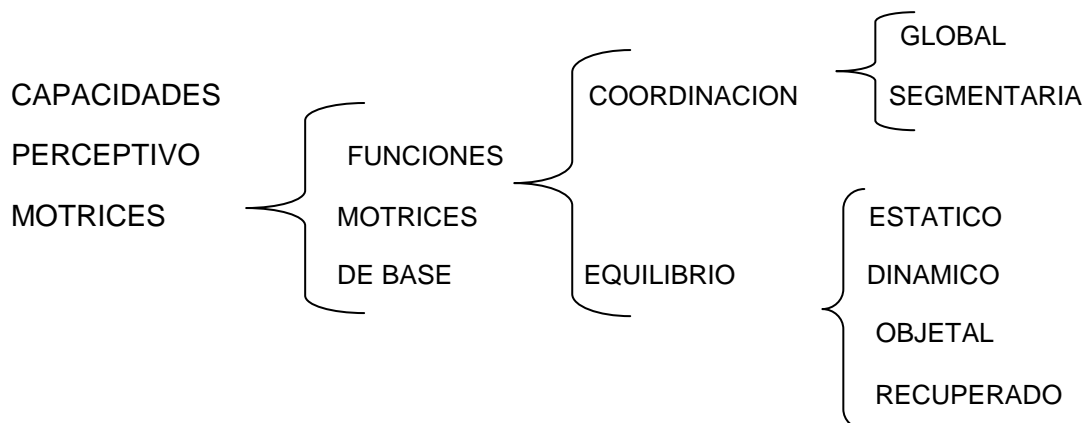 CAPACIDADES
PERCEPTIVO
MOTRICES
FUNCIONES
MOTRICES
DE BASE
COORDINACION
GLOBAL
SEGMENTARIA
EQUILIBRIO
ESTATICO
DINAMICO
OBJETAL
RECUPERADO